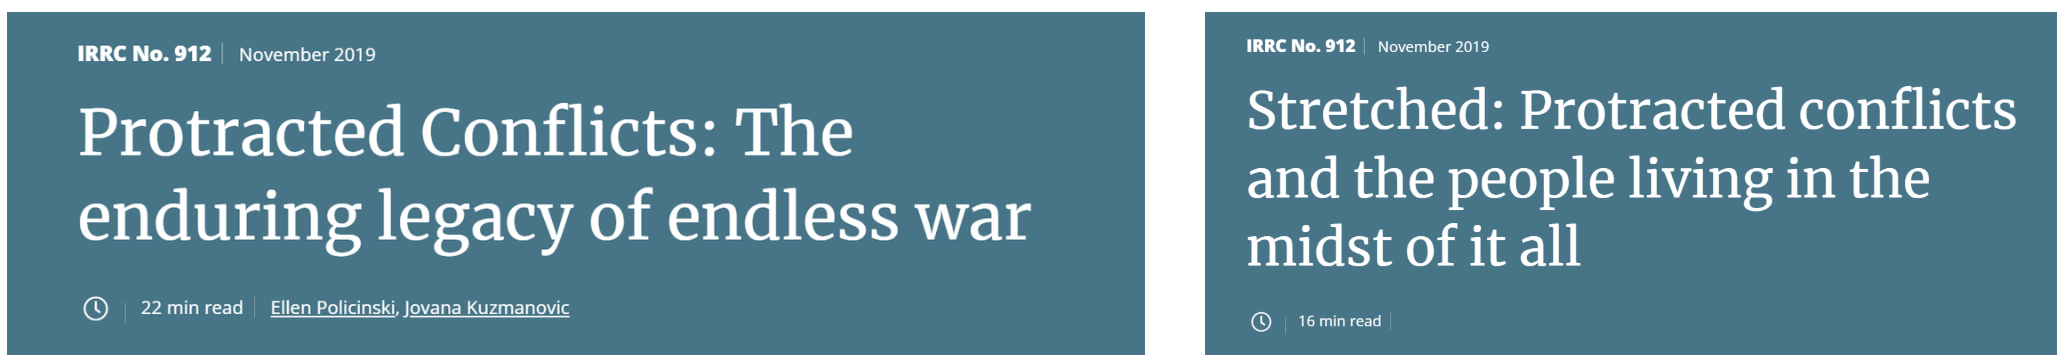 IRRC No. 912 November 2019
Protracted Conflicts: The
enduring legacy of endless war
22 min read Ellen Policinski, Jovana Kuzmanovic
IRRC No. 912 November 2019
Stretched: Protracted conflicts
and the people living in the
midst of it all
16 min read